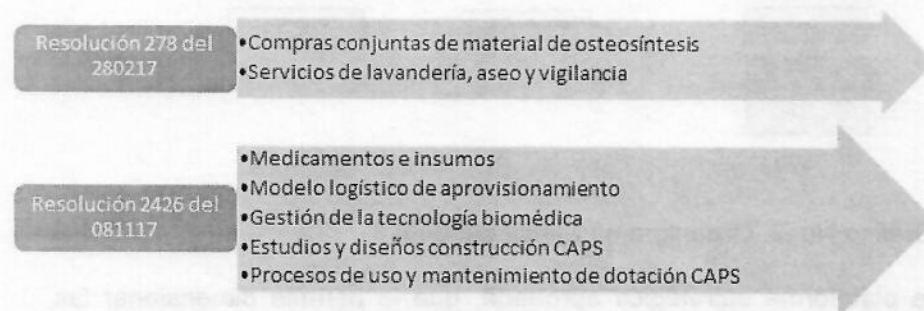 Resolución 278 del
280217
•Compras conjuntas de material de osteosíntesis
•Servicios de lavandería, aseo y vigilancia
Resolución 2426 del
081117
•Medicamentos e insumos
•Modelo logístico de aprovisionamiento
•Gestión de la tecnología biomédica
•Estudios y diseños construcción CAPS
•Procesos de uso y mantenimiento de dotación CAPS